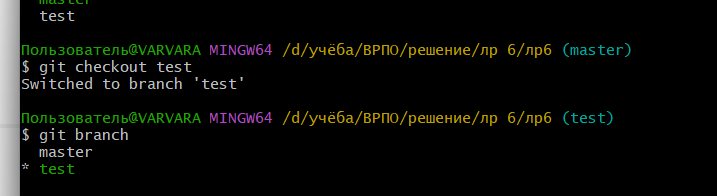 master
test
Пользователь@VARVARA MINGW64 /d/учёба/ВРПО/решение/лр 6/лр6 (master)
$ git checkout test
Switched to branch 'test'
Пользователь@VARVARA MINGW64 /d/учёба/ВРПО/решение/лр 6/лр6 (test)
$ git branch
master
* test